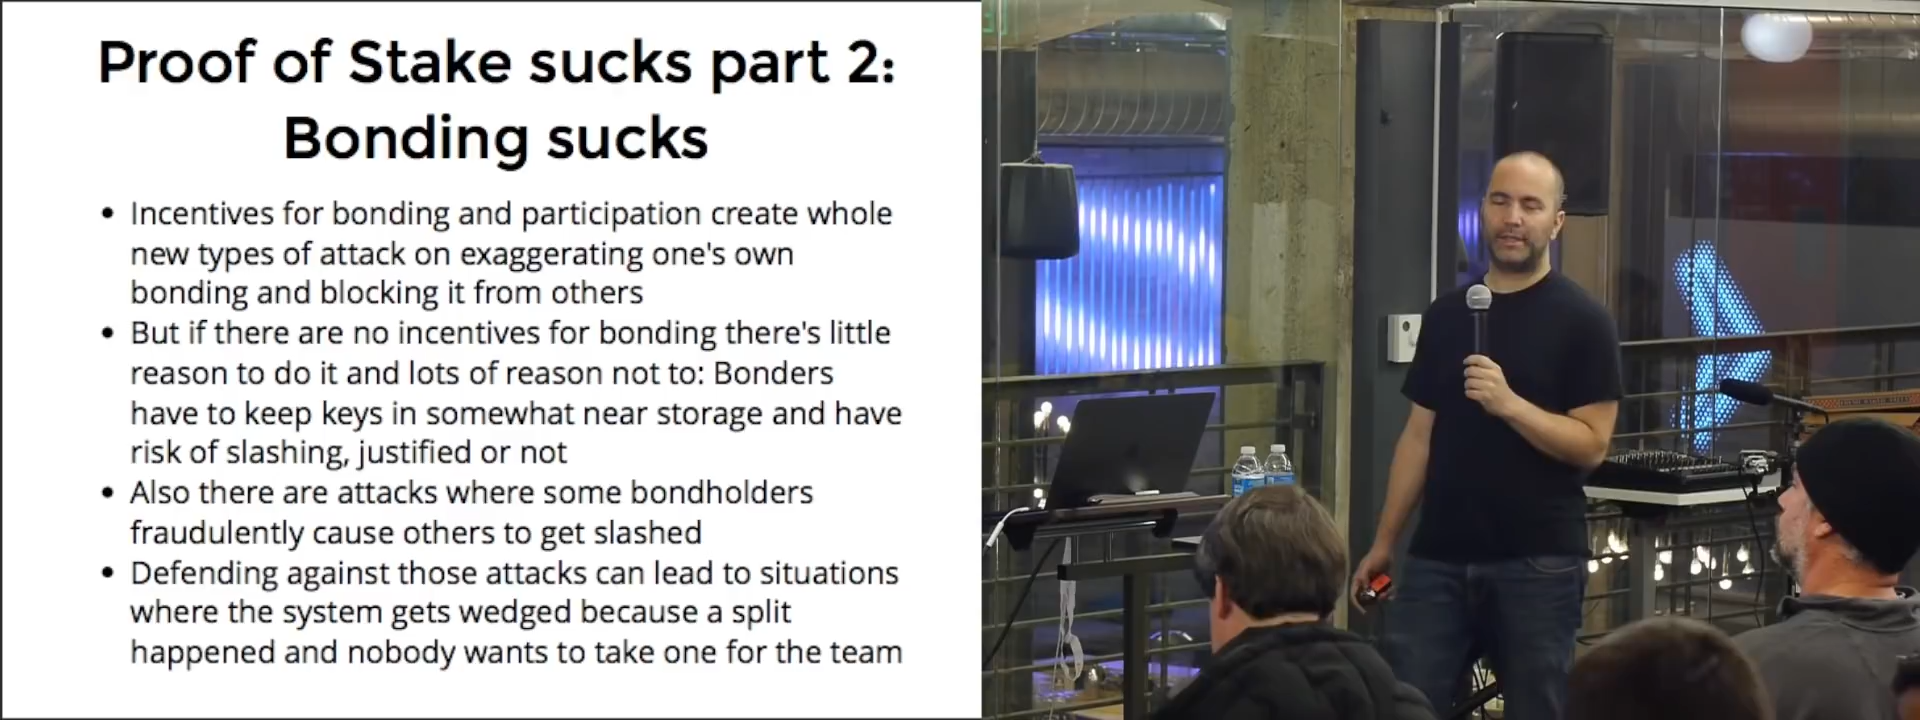 Proof of Stake sucks part 2:
Bonding sucks
• Incentives for bonding and participation create whole
new types of attack on exaggerating one's own
bonding and blocking it from others
• But if there are no incentives for bonding there's little
reason to do it and lots of reason not to: Bonders
have to keep keys in somewhat near storage and have
risk of slashing, justified or not
• Also there are attacks where some bondholders
fraudulently cause others to get slashed
• Defending against those attacks can lead to situations
where the system gets wedged because a split
happened and nobody wants to take one for the team